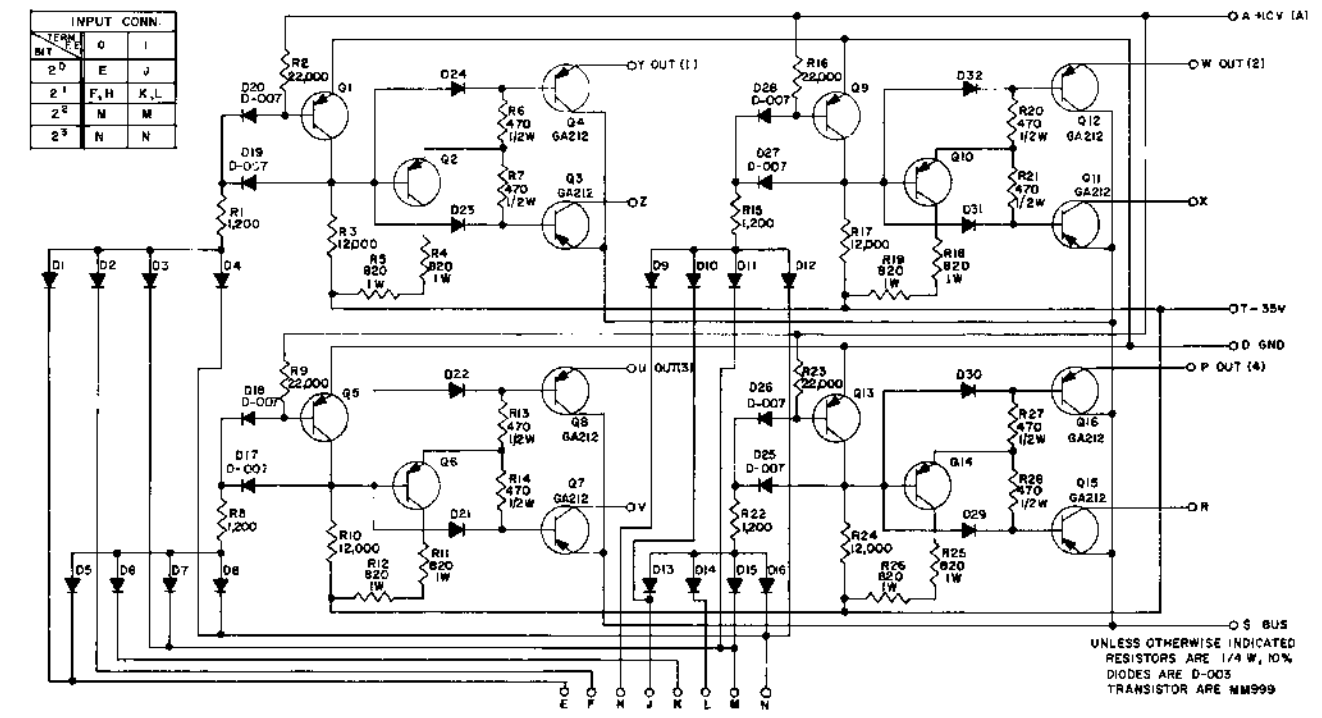 INPUT CONN.
TERM F.F. 0 1
BIT
2^0 E J
2^1 F,H K,L
2^2 M M
2^3 N N
A +10V (A)
R2
22,000
Q1
D20
D-007
D19
D-007
R1
1,200
R3
12,000
R5
820
1W
R4
820
1W
D24
Q2
D23
R6
470
1/2W
R7
470
1/2W
Q4
GA212
Q3
GA212
Y OUT (1)
Z
R16
22,000
Q9
D28
D-007
D27
D-007
R15
1,200
R17
12,000
R19
820
1W
R18
820
1W
D32
Q10
D31
R20
470
1/2W
R21
470
1/2W
Q12
GA212
Q11
GA212
W OUT (2)
X
D1
D2
D3
D4
D9
D10
D11
D12
T-35V
D GND
R9
22,000
Q5
D18
D-007
D17
D-007
R8
1,200
R10
12,000
R12
820
1W
R11
820
1W
D22
Q6
D21
R13
470
1/2W
R14
470
1/2W
Q8
GA212
Q7
GA212
U OUT(3)
V
R23
22,000
Q13
D26
D-007
D25
D-007
R22
1,200
R24
12,000
R26
820
1W
R25
820
1W
D30
Q14
D29
R27
470
1/2W
R28
470
1/2W
Q16
GA212
Q15
GA212
P OUT (4)
R
D5
D6
D7
D8
D13
D14
D15
D16
S BUS
UNLESS OTHERWISE INDICATED
RESISTORS ARE 1/4 W, 10%
DIODES ARE D-003
TRANSISTOR ARE MM999
E F H J K L M N